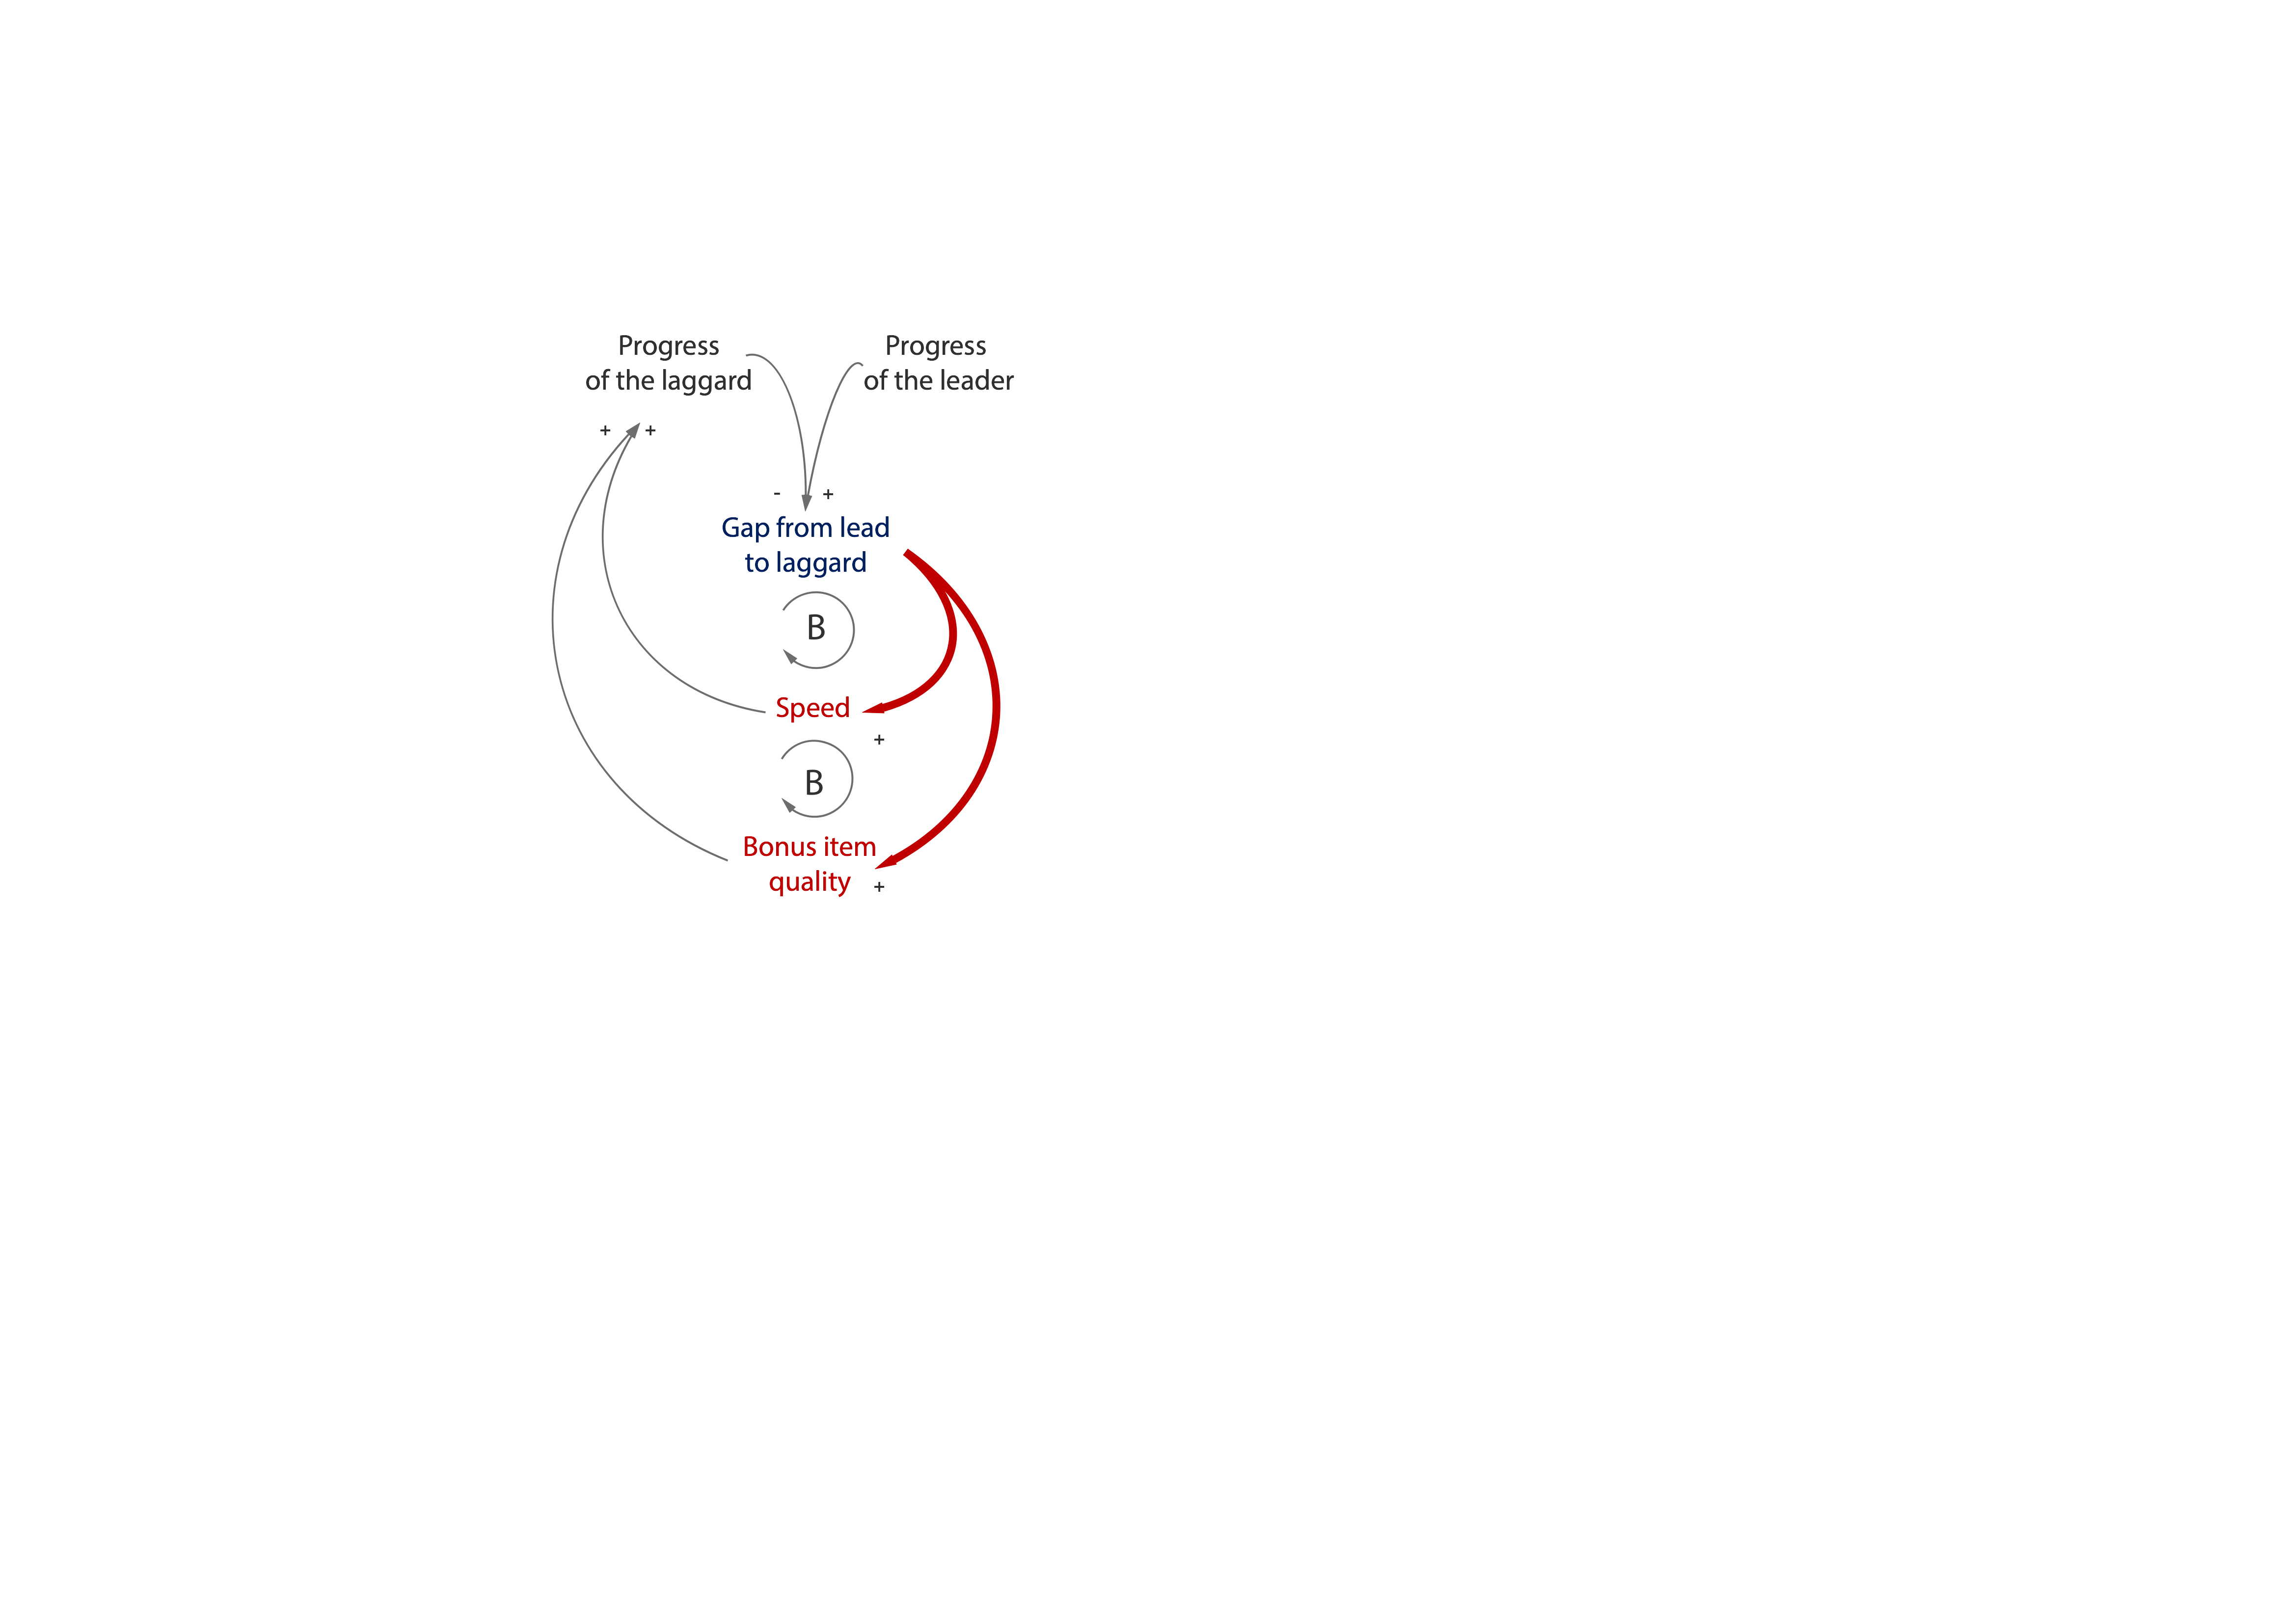 Progress
of the laggard
Progress
of the leader
+ +
- +
Gap from lead
to laggard
B
Speed
+
B
Bonus item
quality
+